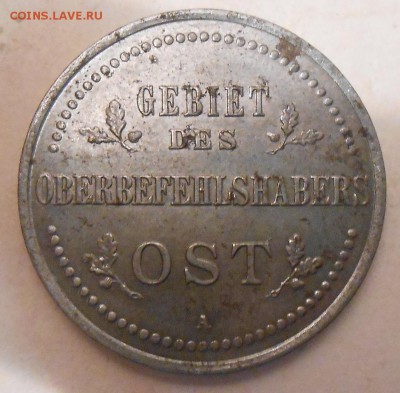 COINS.LAVE.RU
GEBIET
DES
OBERBEFEHLSHABERS
OST
A